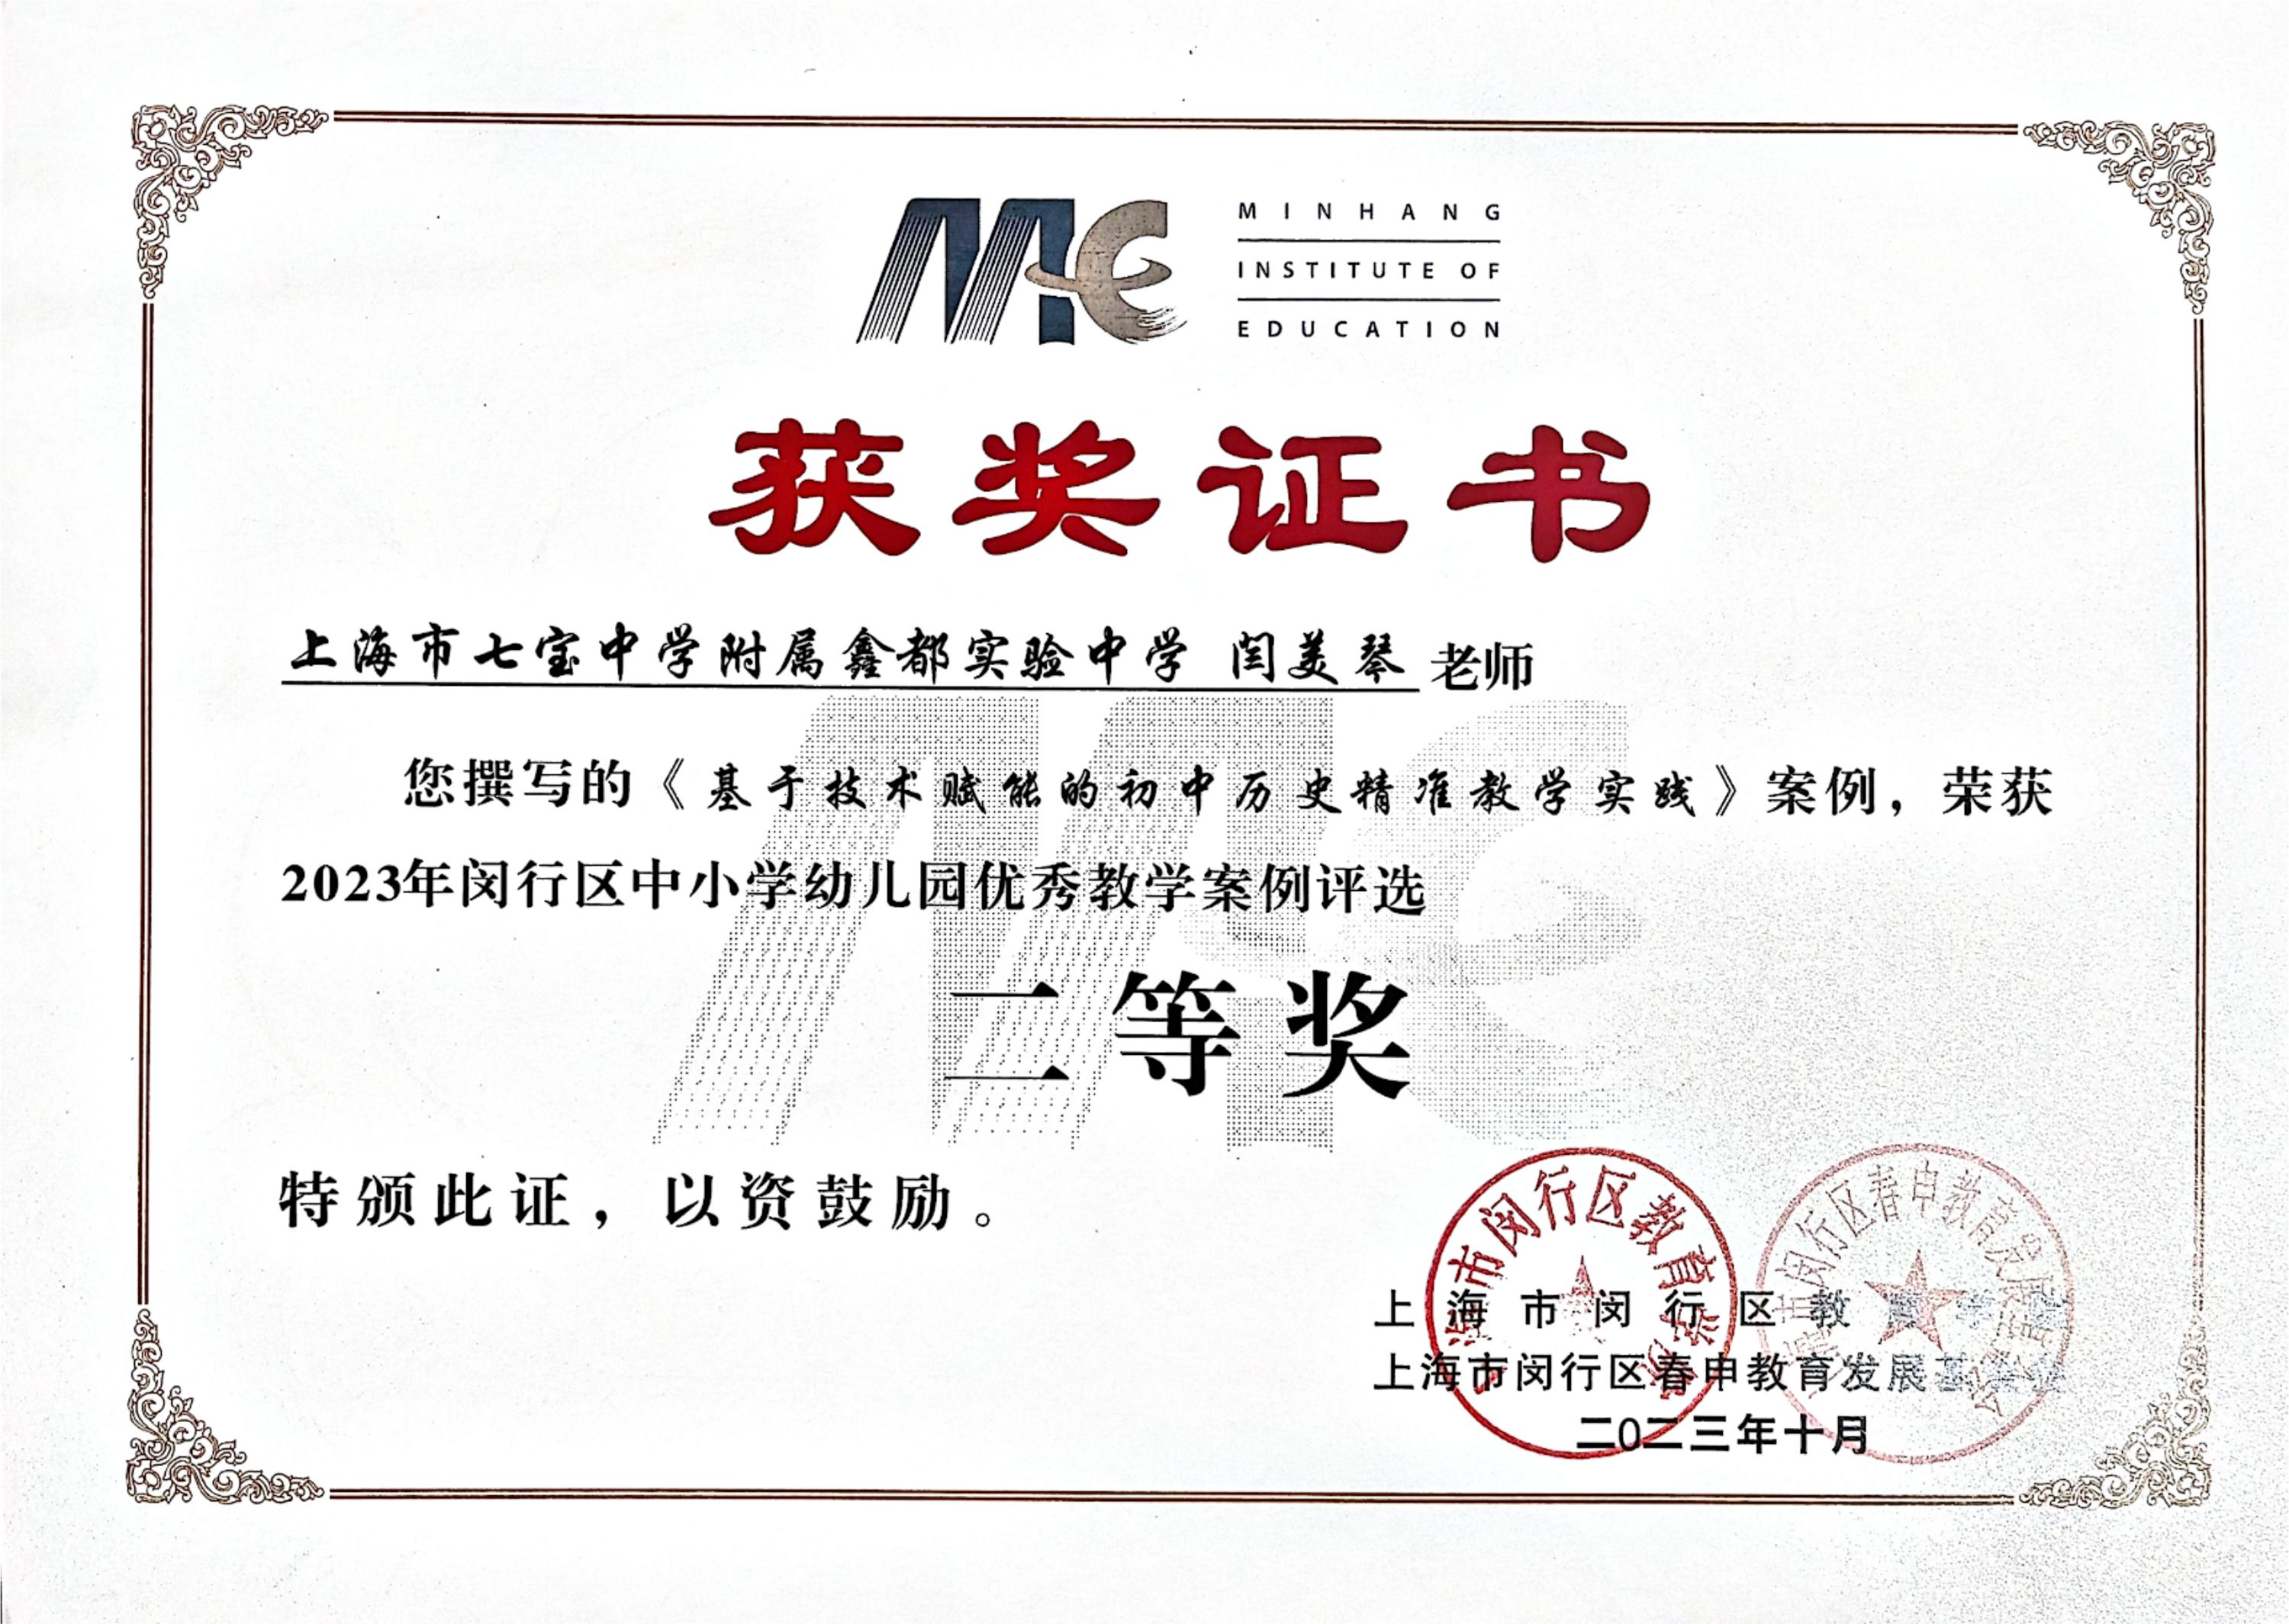 MINHANG
INSTITUTE OF
EDUCATION
获奖证书
上海市七宝中学附属鑫都实验中学 闫美琴 老师
您撰写的《基于技术赋能的初中历史精准教学实践》案例，荣获
2023年闵行区中小学幼儿园优秀教学案例评选
二等奖
特颁此证，以资鼓励。
上海市闵行区教育学院
上海市闵行区春申教育发展基金会
二〇二三年十月
上海市闵行区教育学院
上海市闵行区春申教育发展基金会